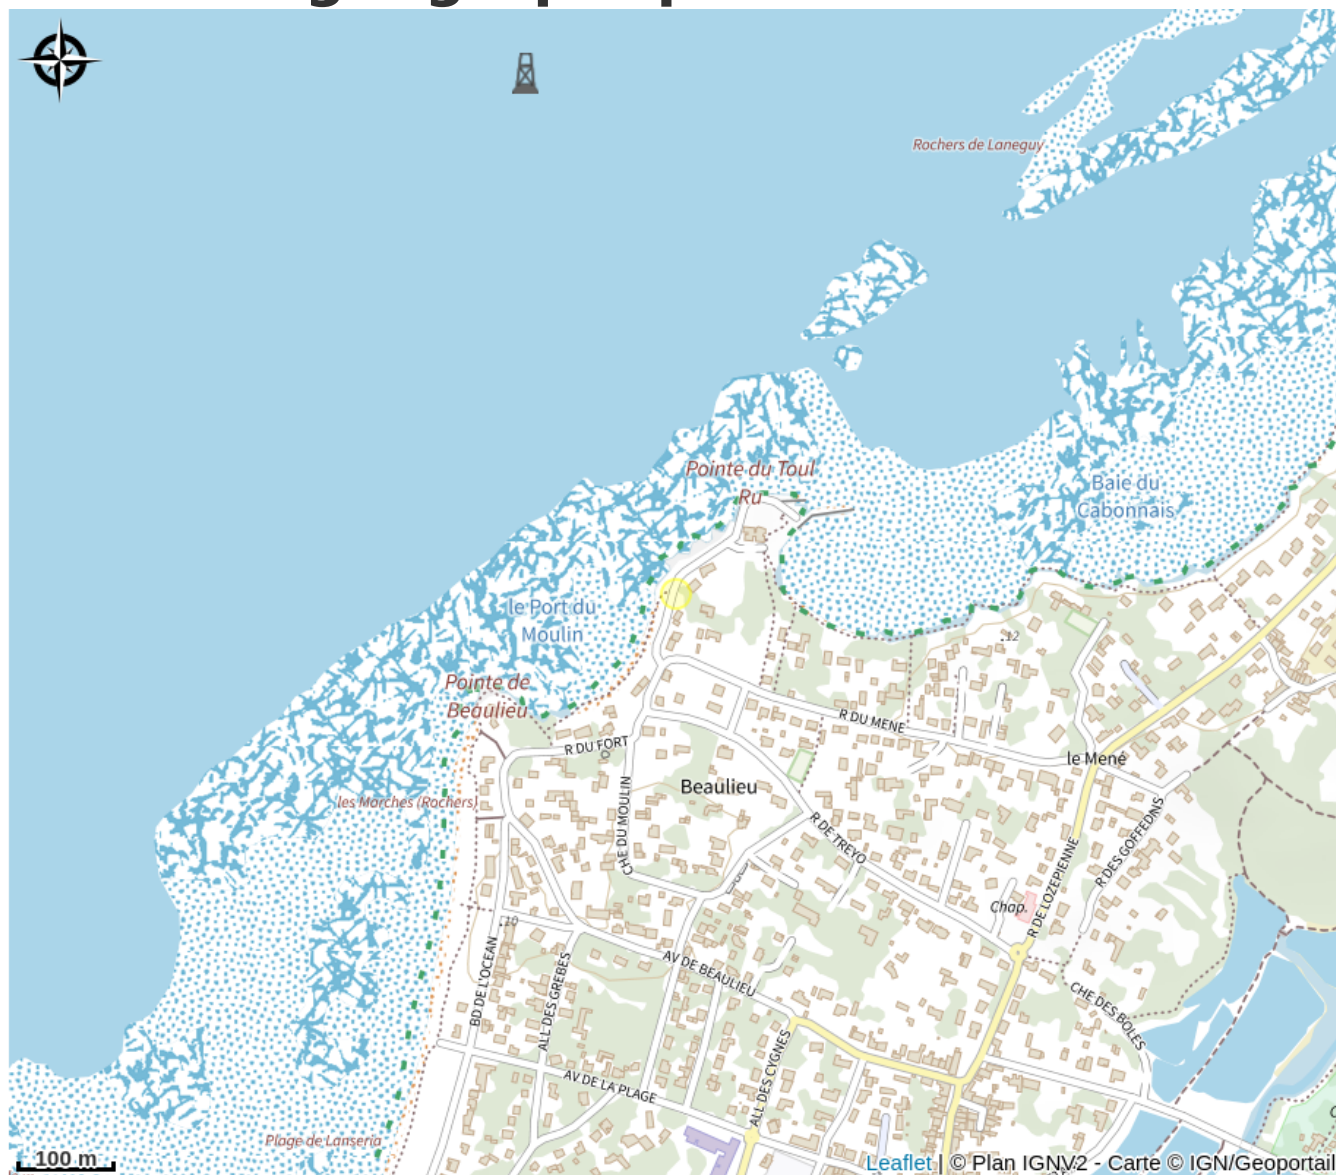 Rochers de Laneguy
Pointe du Toul
Ru
Baie du
Cabonnais
le Port du
Moulin
.12
Pointe de
Beaulieu
R DU MENE
R DU FORT
le Mené
Beaulieu
les Marches (Rochers)
CHE DU MOULIN
R DE TREYO
R DES GOFFEDNS
R DE LOZEPIENNE
Chap.
.10
AV DE BEAULIEU
BD DE L'OCEAN
ALL DES GREBES
CHE DES BOLES
ALL DES CYGNES
AV DE LA PLAGE
Plage de Lanseria
100 m
Leaflet | © Plan IGNV2 - Carte © IGN/Geoportail